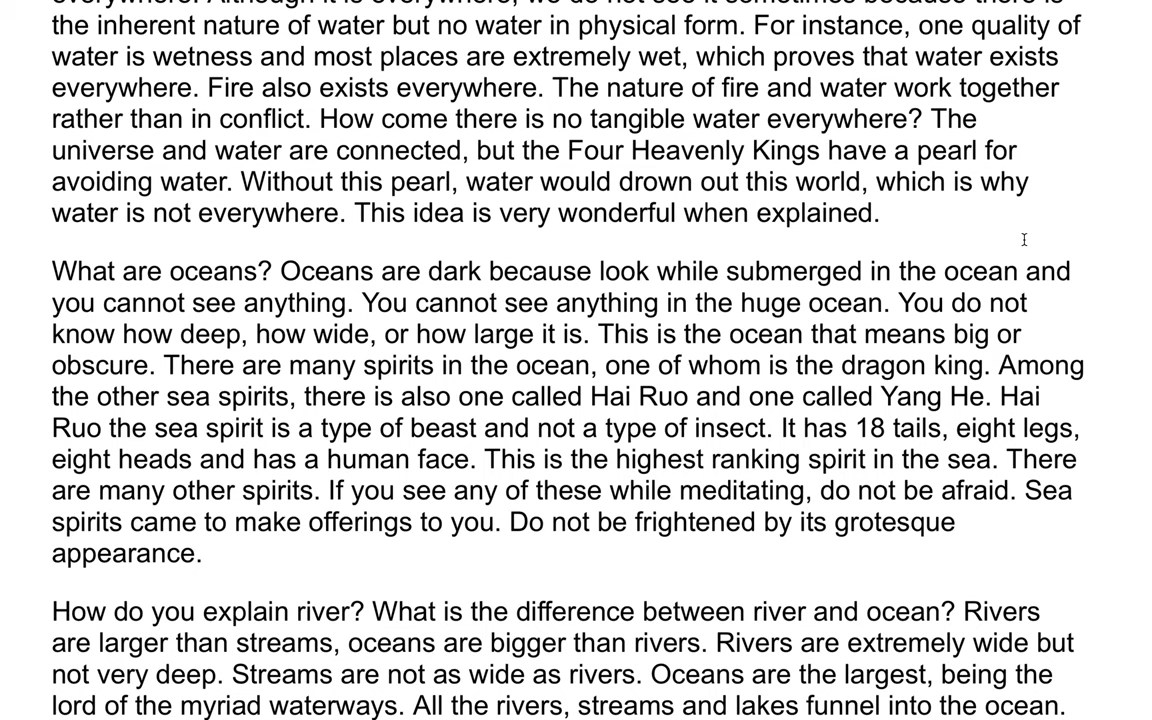 everywhere. Although it is everywhere, we do not see it sometimes because there is
the inherent nature of water but no water in physical form. For instance, one quality of
water is wetness and most places are extremely wet, which proves that water exists
everywhere. Fire also exists everywhere. The nature of fire and water work together
rather than in conflict. How come there is no tangible water everywhere? The
universe and water are connected, but the Four Heavenly Kings have a pearl for
avoiding water. Without this pearl, water would drown out this world, which is why
water is not everywhere. This idea is very wonderful when explained.
What are oceans? Oceans are dark because look while submerged in the ocean and
you cannot see anything. You cannot see anything in the huge ocean. You do not
know how deep, how wide, or how large it is. This is the ocean that means big or
obscure. There are many spirits in the ocean, one of whom is the dragon king. Among
the other sea spirits, there is also one called Hai Ruo and one called Yang He. Hai
Ruo the sea spirit is a type of beast and not a type of insect. It has 18 tails, eight legs,
eight heads and has a human face. This is the highest ranking spirit in the sea. There
are many other spirits. If you see any of these while meditating, do not be afraid. Sea
spirits came to make offerings to you. Do not be frightened by its grotesque
appearance.
How do you explain river? What is the difference between river and ocean? Rivers
are larger than streams, oceans are bigger than rivers. Rivers are extremely wide but
not very deep. Streams are not as wide as rivers. Oceans are the largest, being the
lord of the myriad waterways. All the rivers, streams and lakes funnel into the ocean.